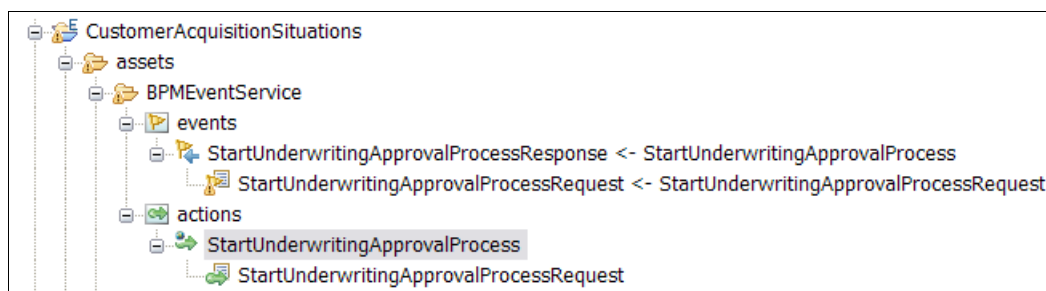 CustomerAcquisitionSituations
assets
BPMEventService
events
StartUnderwritingApprovalProcessResponse <- StartUnderwritingApprovalProcess
StartUnderwritingApprovalProcessRequest <- StartUnderwritingApprovalProcessRequest
actions
StartUnderwritingApprovalProcess
StartUnderwritingApprovalProcessRequest